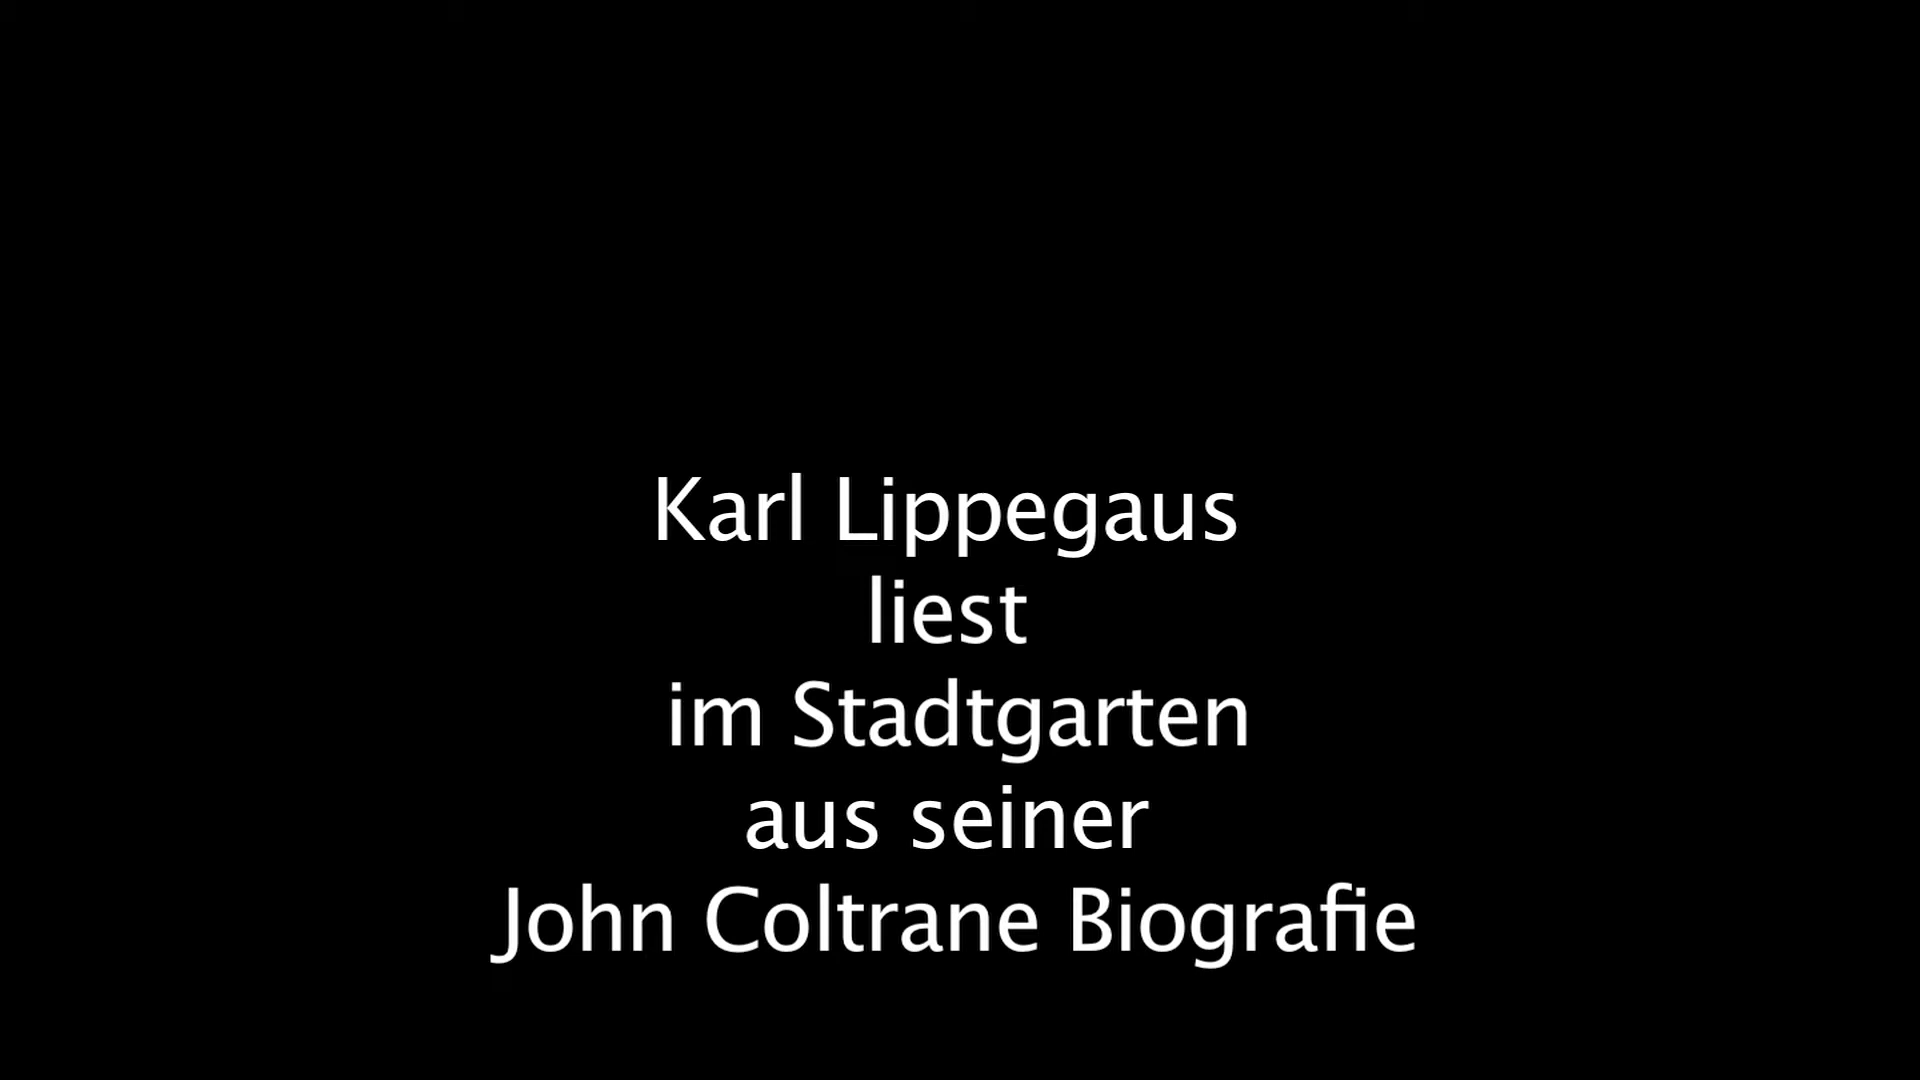 Karl Lippegaus
liest
im Stadtgarten
aus seiner
John Coltrane Biografie